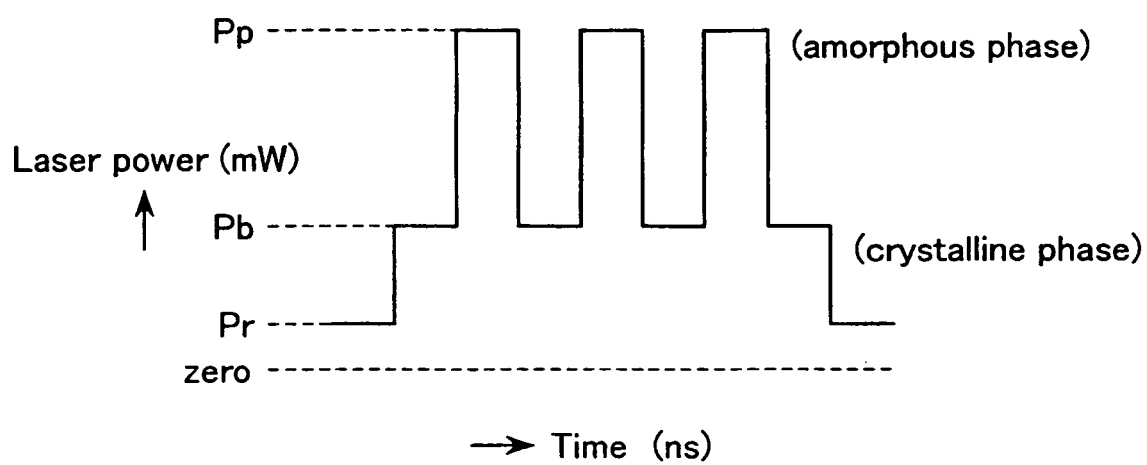 Pp
(amorphous phase)
Laser power (mW)
Pb
(crystalline phase)
Pr
zero
Time (ns)